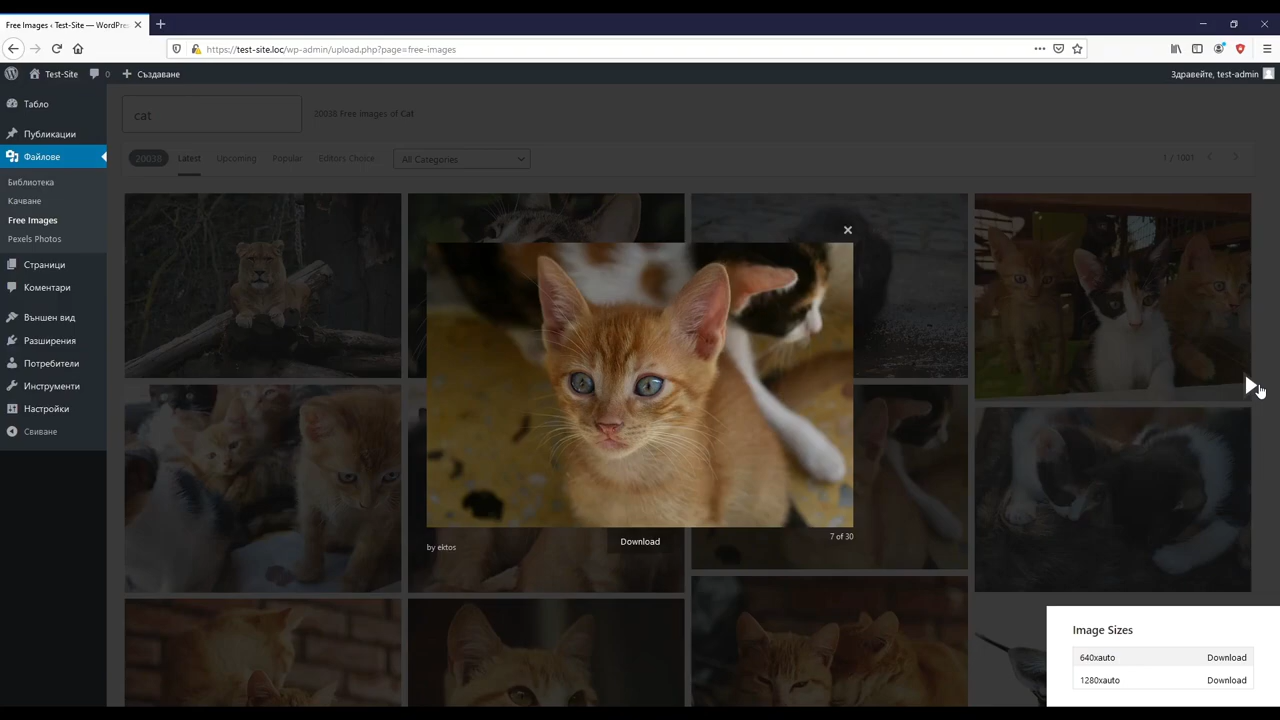 Free Images ‹ Test-Site — WordPre
https://test-site.loc/wp-admin/upload.php?page=free-images
Test-Site
0
Създаване
Здравейте, test-admin
Табло
Публикации
Файлове
Библиотека
Качване
Free Images
Pexels Photos
Страници
Коментари
Външен вид
Разширения
Потребители
Инструменти
Настройки
Свиване
cat
20038 Free Images of Cat
20038
Latest
Upcoming
Popular
Editors Choice
All Categories
1 / 1001
by ektos
Download
7 of 30
Image Sizes
640xauto Download
1280xauto Download